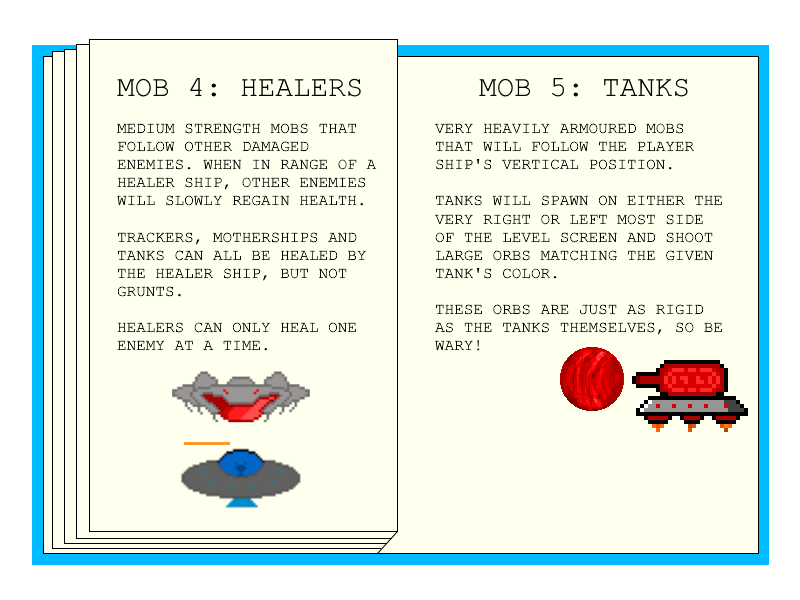 MOB 4: HEALERS
MEDIUM STRENGTH MOBS THAT
FOLLOW OTHER DAMAGED
ENEMIES. WHEN IN RANGE OF A
HEALER SHIP, OTHER ENEMIES
WILL SLOWLY REGAIN HEALTH.
TRACKERS, MOTHERSHIPS AND
TANKS CAN ALL BE HEALED BY
THE HEALER SHIP, BUT NOT
GRUNTS.
HEALERS CAN ONLY HEAL ONE
ENEMY AT A TIME.
MOB 5: TANKS
VERY HEAVILY ARMOURED MOBS
THAT WILL FOLLOW THE PLAYER
SHIP'S VERTICAL POSITION.
TANKS WILL SPAWN ON EITHER THE
VERY RIGHT OR LEFT MOST SIDE
OF THE LEVEL SCREEN AND SHOOT
LARGE ORBS MATCHING THE GIVEN
TANK'S COLOR.
THESE ORBS ARE JUST AS RIGID
AS THE TANKS THEMSELVES, SO BE
WARY!